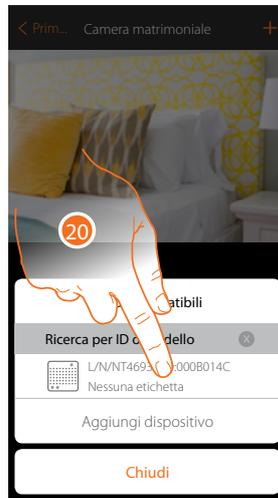 < Prim... Camera matrimoniale +
20
atibili
Ricerca per ID o dello
L/N/NT4693 :000B014C
Nessuna etichetta
Aggiungi dispositivo
Chiudi